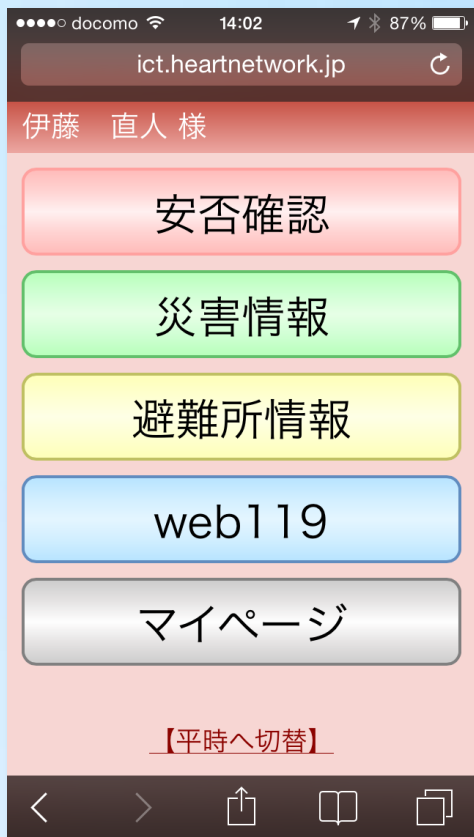 docomo 14:02 87%
ict.heartnetwork.jp
伊藤　直人 様
安否確認
災害情報
避難所情報
web119
マイページ
【平時へ切替】